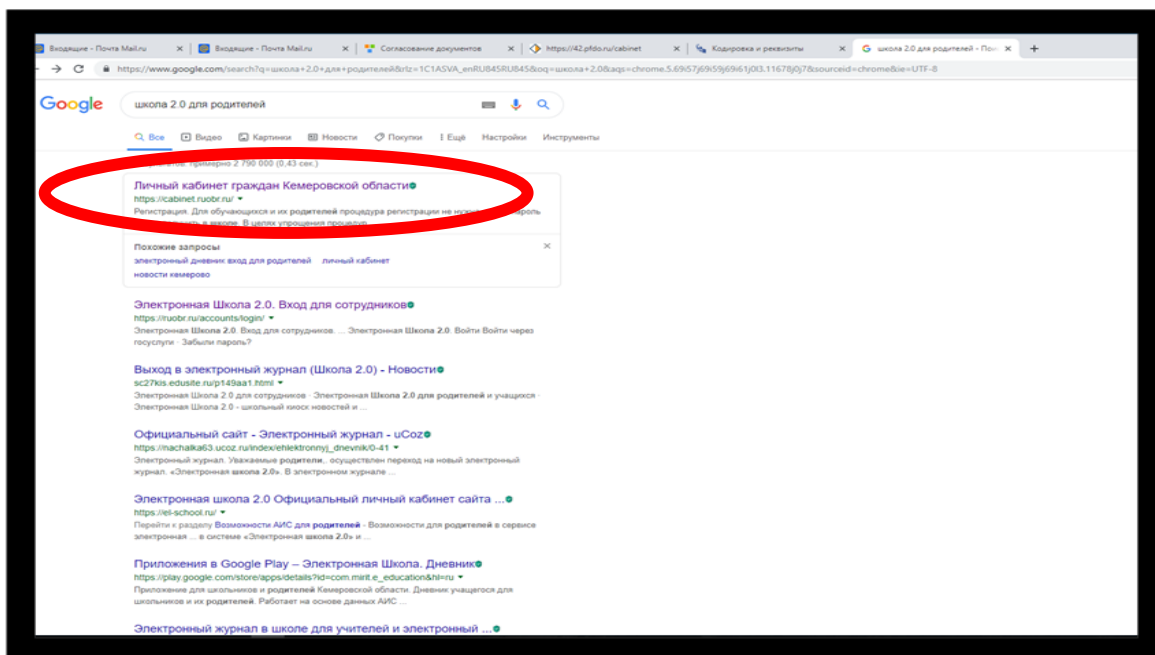 Входящие - Почта Mail.ru
Входящие - Почта Mail.ru
Согласование документов
https://42.pfdo.ru/cabinet
Кодировка и реквизиты
школа 2.0 для родителей - Пои
https://www.google.com/search?q=школа+2.0+для+родителей&rlz=1C1ASVA_enRU845RU845&oq=школа+2.0&aqs=chrome.5.69i57j69i59j69i61j0l3.11678j0j7&sourceid=chrome&ie=UTF-8
Google
школа 2.0 для родителей
Все Видео Картинки Новости Покупки Ещё Настройки Инструменты
примерно 2 790 000 (0,43 сек.)
Личный кабинет граждан Кемеровской области
https://cabinet.ruobr.ru/
Регистрация. Для обучающихся и их родителей процедура регистрации не
в школе. В целях упрощения процедур
Похожие запросы
электронный дневник вход для родителей личный кабинет
новости кемерово
Электронная Школа 2.0. Вход для сотрудников
https://ruobr.ru/accounts/login/
Электронная Школа 2.0. Вход для сотрудников. ... Электронная Школа 2.0. Войти Войти через
госуслуги · Забыли пароль?
Выход в электронный журнал (Школа 2.0) - Новости
sc27kis.edusite.ru/p149aa1.html
Электронная Школа 2.0 для сотрудников · Электронная Школа 2.0 для родителей и учащихся ·
Электронная Школа 2.0 - школьный киоск новостей и ...
Официальный сайт - Электронный журнал - uCoz
https://nachalka63.ucoz.ru/index/ehlektronnyj_dnevnik/0-41
Электронный журнал. Уважаемые родители,. осуществлен переход на новый электронный
журнал. «Электронная школа 2.0». В электронном журнале ...
Электронная школа 2.0 Официальный личный кабинет сайта ...
https://el-school.ru/
Перейти к разделу Возможности АИС для родителей - Возможности для родителей в сервисе
электронная ... в системе «Электронная школа 2.0» и ...
Приложения в Google Play – Электронная Школа. Дневник
https://play.google.com/store/apps/details?id=com.mirit.e_education&hl=ru
Приложение для школьников и родителей Кемеровской области. Дневник учащегося для
школьников и их родителей. Работает на основе данных АИС ...
Электронный журнал в школе для учителей и электронный ...